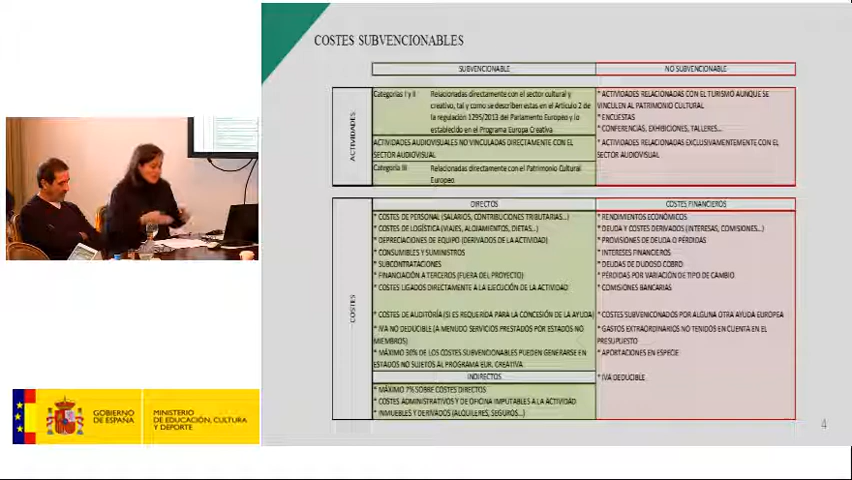 COSTES SUBVENCIONABLES
SUBVENCIONABLE
NO SUBVENCIONABLE
ACTIVIDADES
Categorías I y II
Relacionadas directamente con el sector cultural y
creativo, tal y como se describen estas en el Artículo 2 de
la regulación 1295/2013 del Parlamento Europeo y lo
establecido en el Programa Europa Creativa
ACTIVIDADES AUDIOVISUALES NO VINCULADAS DIRECTAMENTE CON EL
SECTOR AUDIOVISUAL
Categoría III
Relacionadas directamente con el Patrimonio Cultural
Europeo
* ACTIVIDADES RELACIONADAS CON EL TURISMO AUNQUE SE
VINCULEN AL PATRIMONIO CULTURAL
* ENCUESTAS
* CONFERENCIAS, EXHIBICIONES, TALLERES...
* ACTIVIDADES RELACIONADAS EXCLUSIVAMENTE CON EL
SECTOR AUDIOVISUAL
COSTES
DIRECTOS
* COSTES DE PERSONAL (SALARIOS, CONTRIBUCIONES TRIBUTARIAS...)
* COSTES DE LOGÍSTICA (VIAJES, ALOJAMIENTOS, DIETAS...)
* DEPRECIACIONES DE EQUIPO (DERIVADOS DE LA ACTIVIDAD)
* CONSUMIBLES Y SUMINISTROS
* SUBCONTRATACIONES
* FINANCIACIÓN A TERCEROS (FUERA DEL PROYECTO)
* COSTES LIGADOS DIRECTAMENTE A LA EJECUCIÓN DE LA ACTIVIDAD
* COSTES DE AUDITORÍA (SI ES REQUERIDA PARA LA CONCESIÓN DE LA AYUDA)
* IVA NO DEDUCIBLE (A MENUDO SERVICIOS PRESTADOS POR ESTADOS NO
MIEMBROS)
* MÁXIMO 30% DE LOS COSTES SUBVENCIONABLES PUEDEN GENERARSE EN
ESTADOS NO SUJETOS AL PROGRAMA EUR. CREATIVA
INDIRECTOS
* MÁXIMO 7% SOBRE COSTES DIRECTOS
* COSTES ADMINISTRATIVOS Y DE OFICINA IMPUTABLES A LA ACTIVIDAD
* INMUEBLES Y DERIVADOS (ALQUILERES, SEGUROS...)
COSTES FINANCIEROS
* RENDIMIENTOS ECONÓMICOS
* DEUDA Y COSTES DERIVADOS (INTERESAS, COMISIONES...)
* PROVISIONES DE DEUDA O PÉRDIDAS
* INTERESES FINANCIEROS
* DEUDAS DE DUDOSO COBRO
* PÉRDIDAS POR VARIACIÓN DE TIPO DE CAMBIO
* COMISIONES BANCARIAS
* COSTES SUBVENICONADOS POR ALGUNA OTRA AYUDA EUROPEA
* GASTOS EXTRAORDINARIOS NO TENIDOS EN CUENTA EN EL
PRESUPUESTO
* APORTACIONES EN ESPECIE
* IVA DEDUCIBLE
4
GOBIERNO
DE ESPAÑA
MINISTERIO
DE EDUCACIÓN, CULTURA
Y DEPORTE